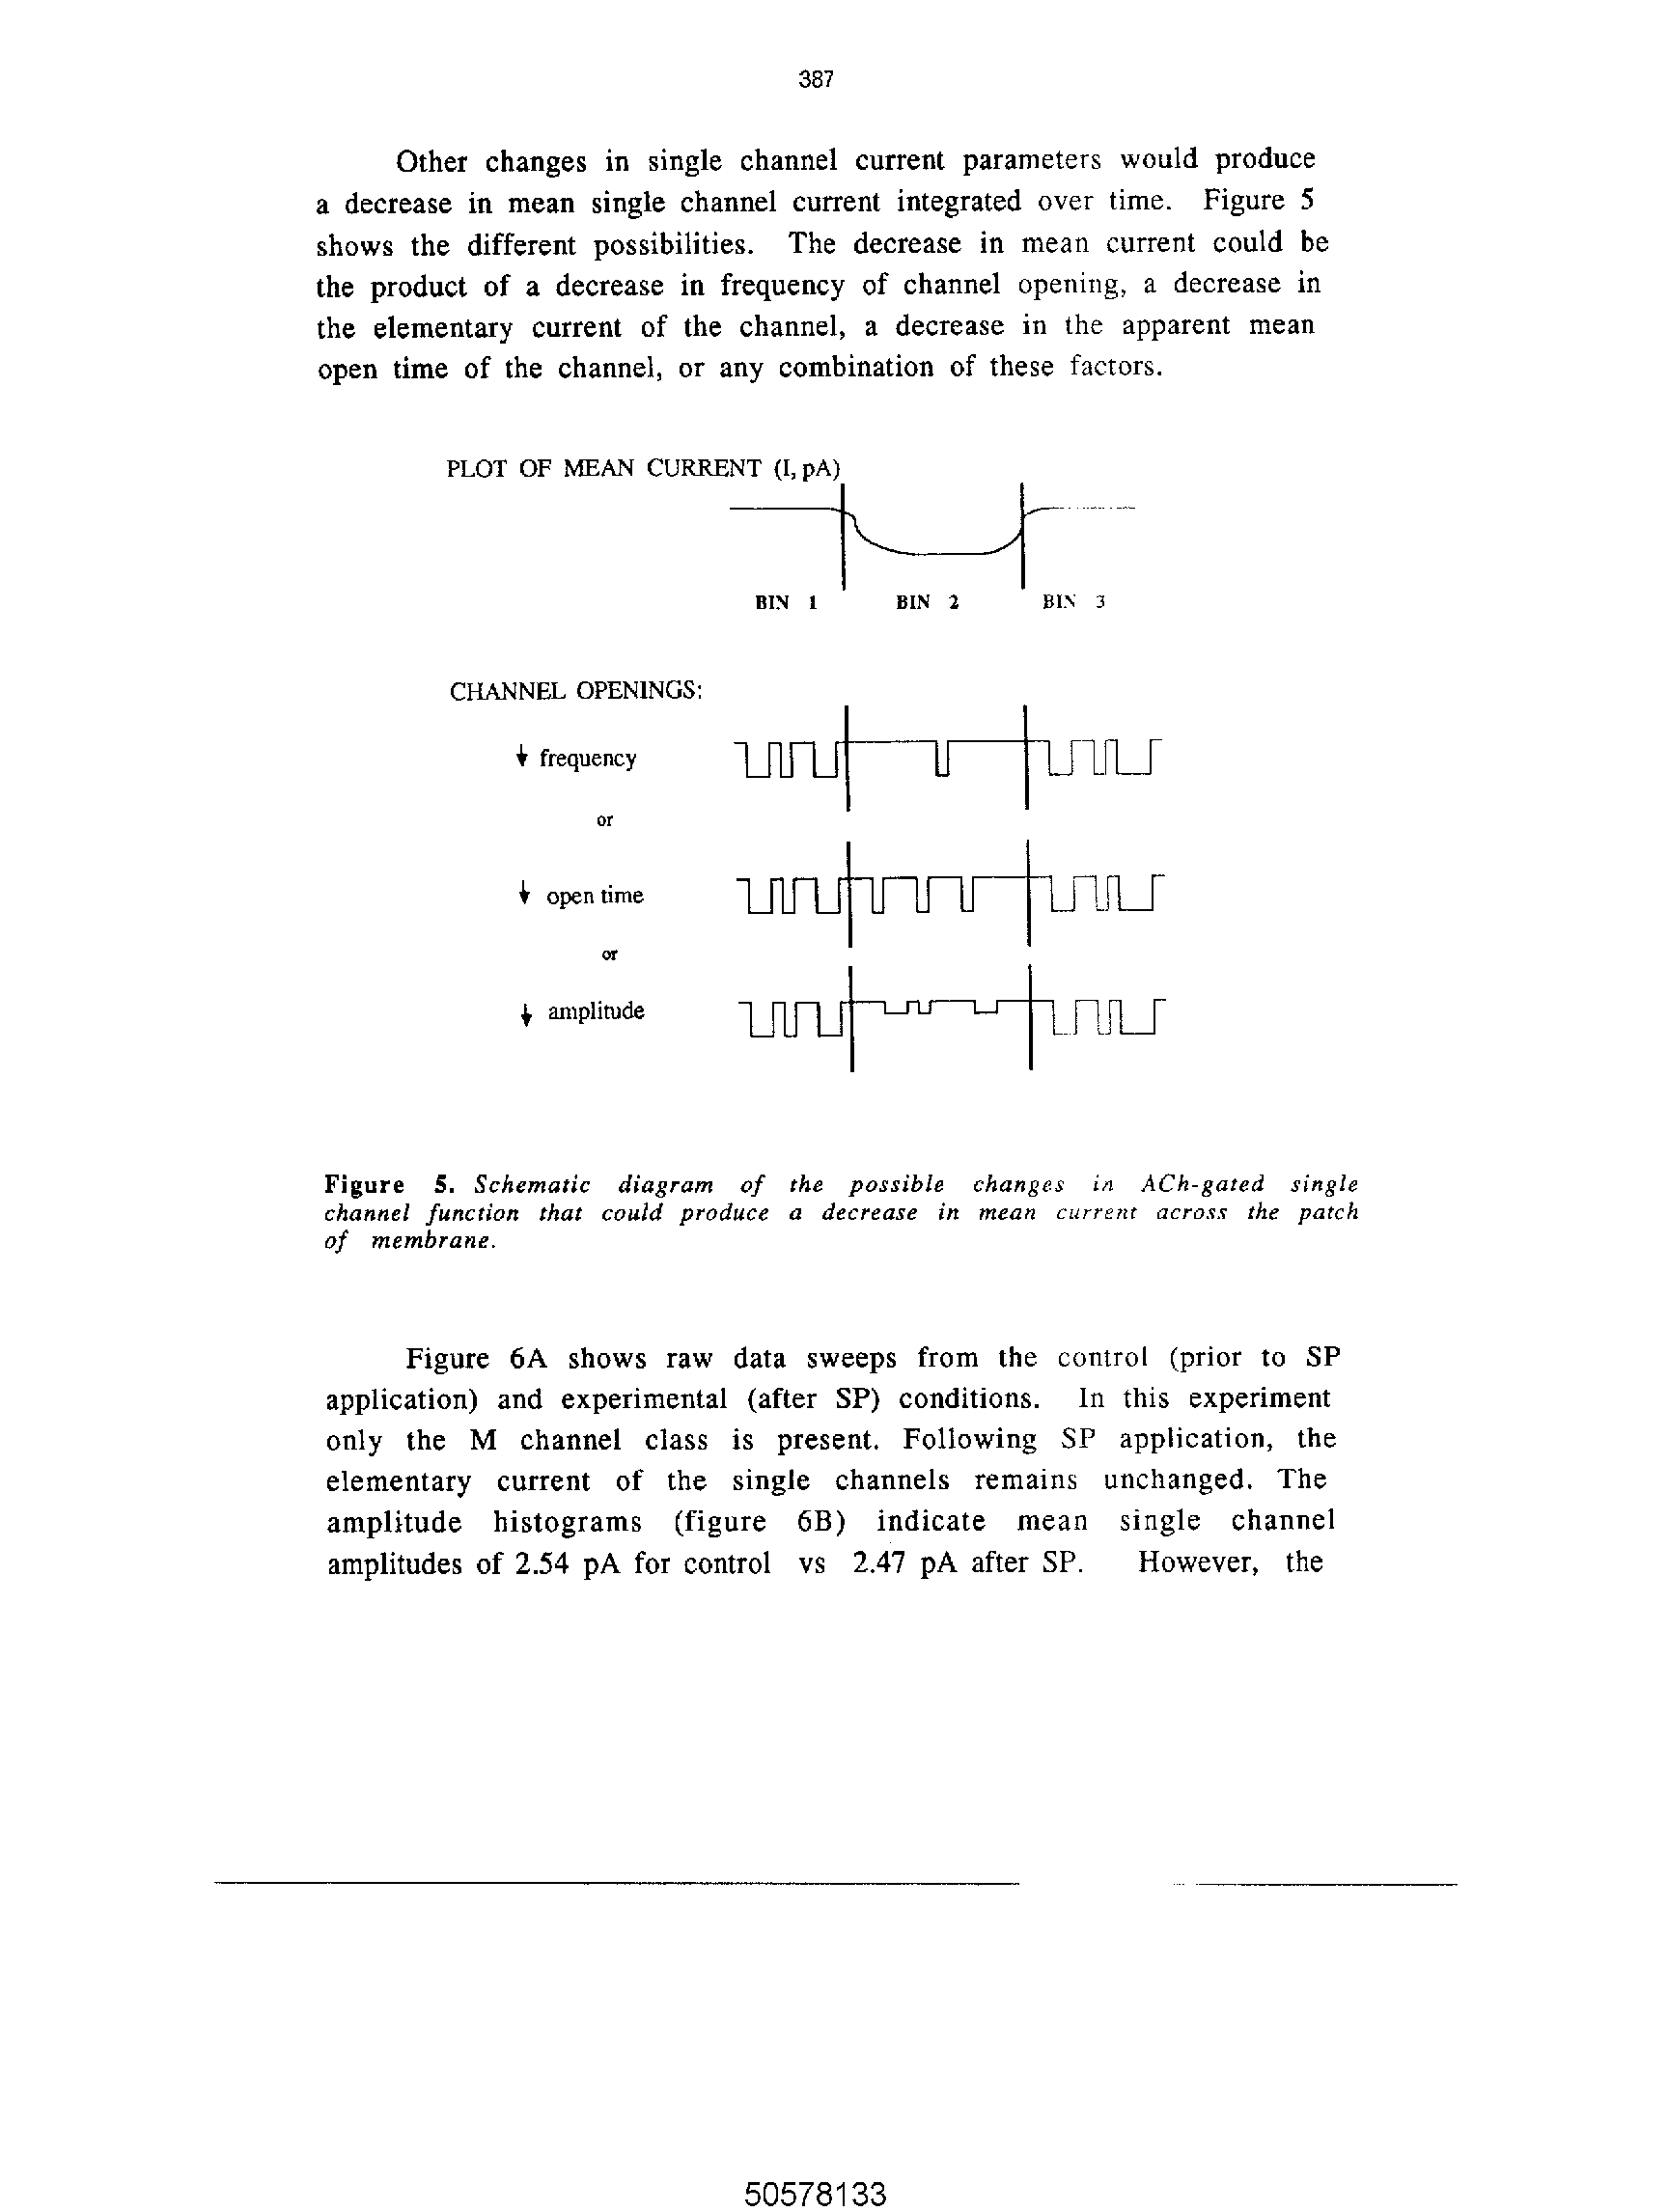 387
Other changes in single channel current parameters would produce
a decrease in mean single channel current integrated over time. Figure 5
shows the different possibilities. The decrease in mean current could be
the product of a decrease in frequency of channel opening, a decrease in
the elementary current of the channel, a decrease in the apparent mean
open time of the channel, or any combination of these factors.
PLOT OF MEAN CURRENT (I, pA)
BIN 1 BIN 2 BIN 3
CHANNEL OPENINGS:
frequency
or
open time
or
amplitude
Figure 5. Schematic diagram of the possible changes in ACh-gated single
channel function that could produce a decrease in mean current across the patch
of membrane.
Figure 6A shows raw data sweeps from the control (prior to SP
application) and experimental (after SP) conditions. In this experiment
only the M channel class is present. Following SP application, the
elementary current of the single channels remains unchanged. The
amplitude histograms (figure 6B) indicate mean single channel
amplitudes of 2.54 pA for control vs 2.47 pA after SP. However, the
50578133